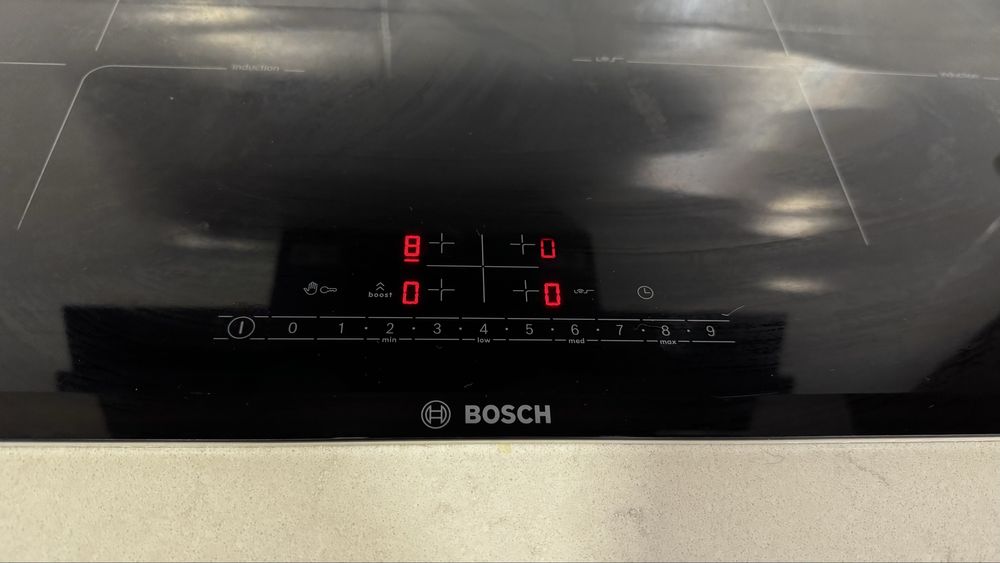 induction
induction
8 0
boost 0 0
0 1 · 2 · 3 · 4 · 5 · 6 · 7 · 8 · 9
min low med max
BOSCH